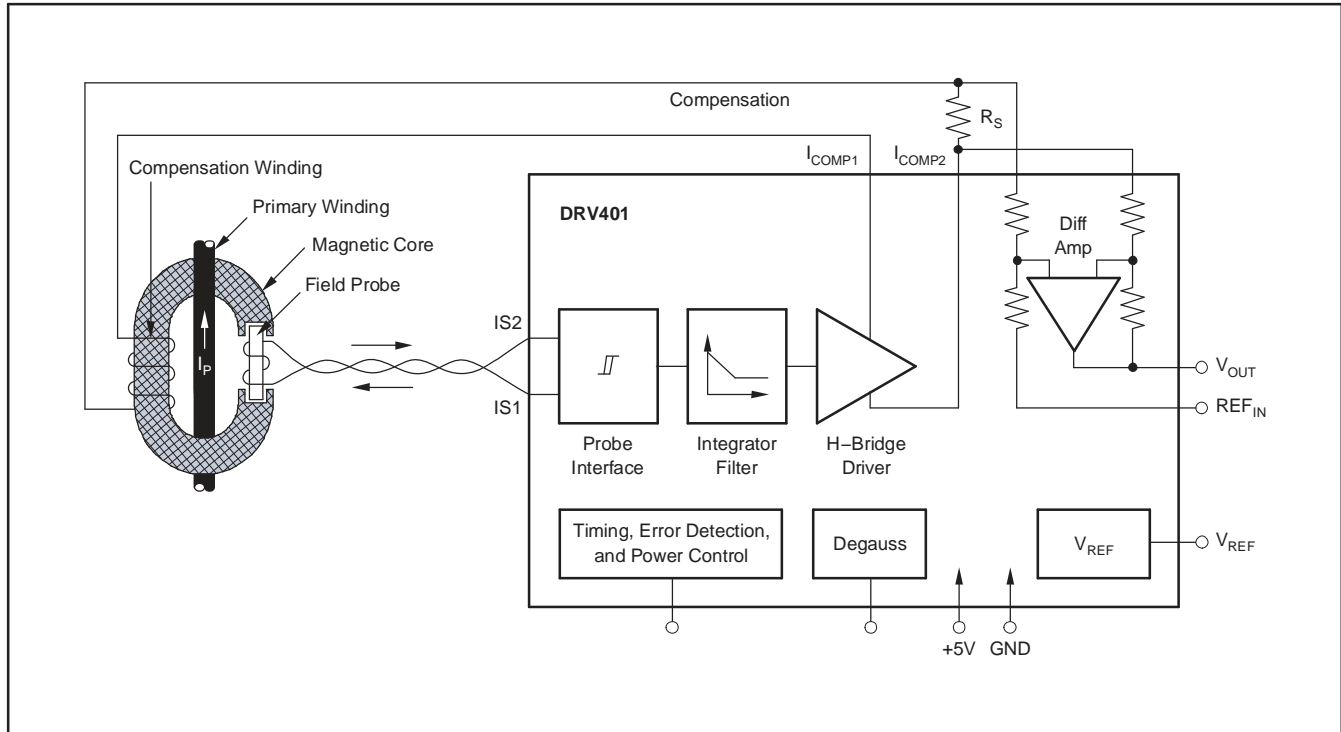 Compensation
R_S
I_COMP1
I_COMP2
Compensation Winding
Primary Winding
Magnetic Core
Field Probe
DRV401
Diff
Amp
I_P
IS2
IS1
V_OUT
REF_IN
Probe
Interface
Integrator
Filter
H−Bridge
Driver
Timing, Error Detection,
and Power Control
Degauss
V_REF
V_REF
+5V
GND